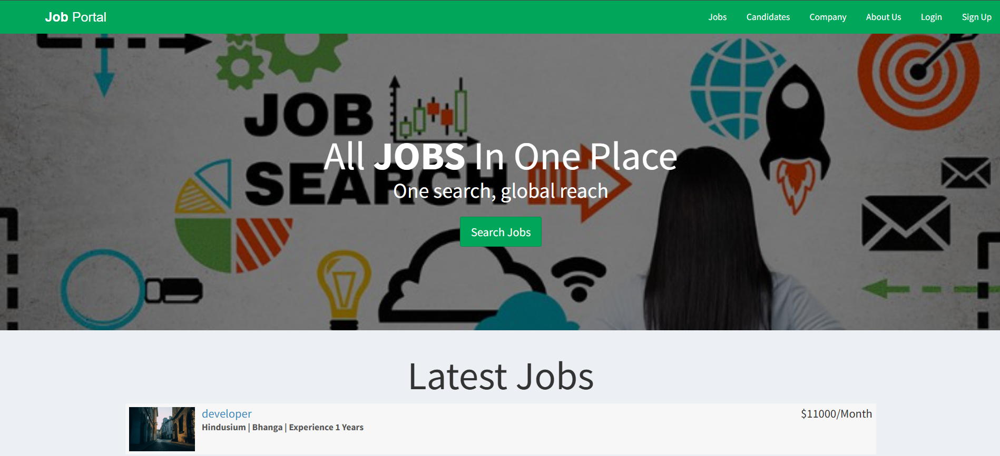 Job Portal
Jobs Candidates Company About Us Login Sign Up
JOB
All JOBS In One Place
SEARCH
One search, global reach
Search Jobs
Latest Jobs
developer $11000/Month
Hindusium | Bhanga | Experience 1 Years